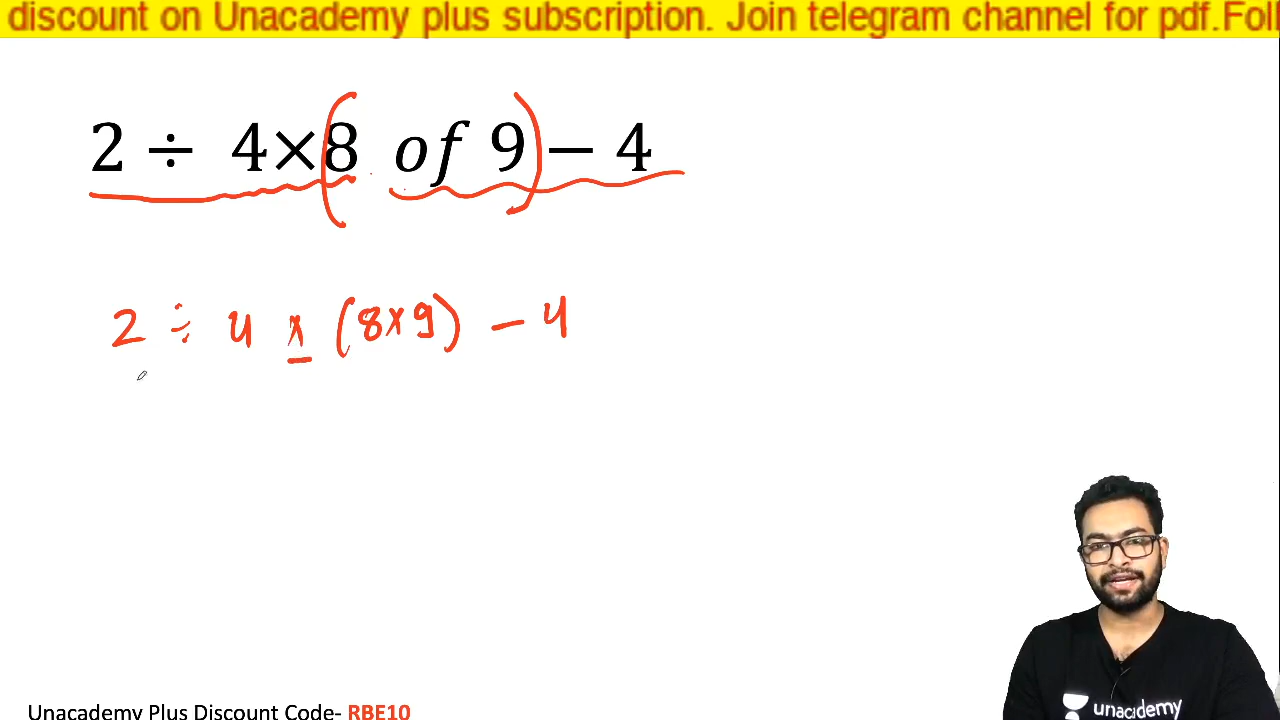 discount on Unacademy plus subscription. Join telegram channel for pdf.Foll
2 ÷ 4×(8 of 9) − 4
2 ÷ 4 × (8×9) − 4
unacademy
Unacademy Plus Discount Code- RBE10